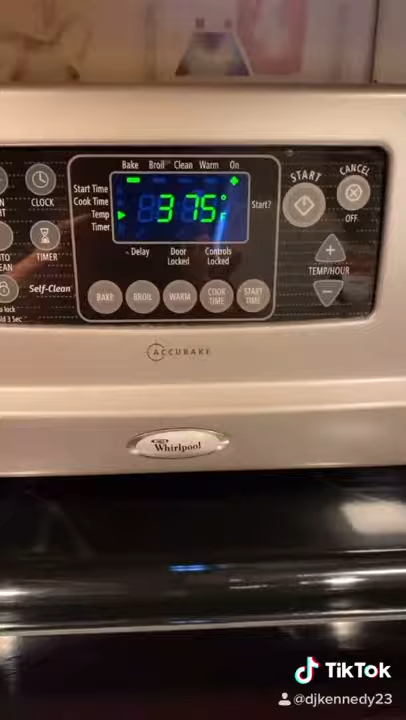 Bake Broil Clean Warm On
START
CANCEL
Start Time
Cook Time
Temp
Timer
375°F
Start?
CLOCK
OFF
Delay
Door
Locked
Controls
Locked
TIMER
TEMP/HOUR
Self-Clean
BAKE
BROIL
WARM
COOK
TIME
START
TIME
ACCUBAKE
Whirlpool
TikTok
@djkennedy23